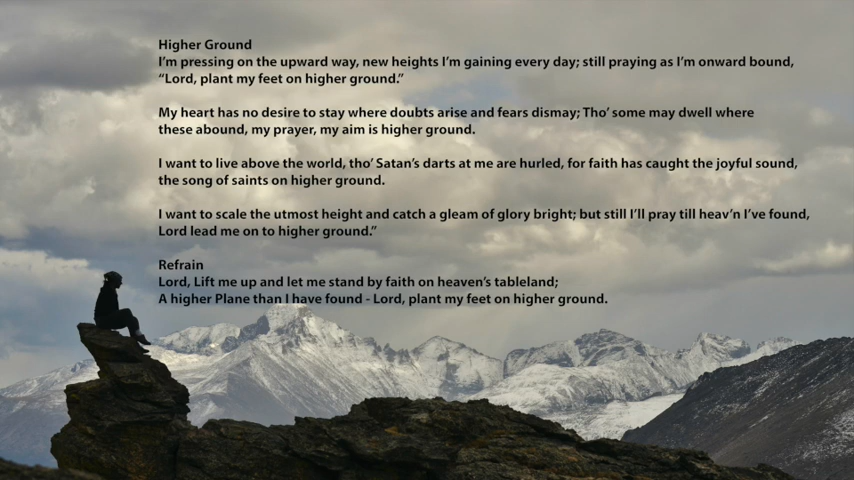 Higher Ground
I'm pressing on the upward way, new heights I'm gaining every day; still praying as I'm onward bound,
"Lord, plant my feet on higher ground."
My heart has no desire to stay where doubts arise and fears dismay; Tho' some may dwell where
these abound, my prayer, my aim is higher ground.
I want to live above the world, tho' Satan's darts at me are hurled, for faith has caught the joyful sound,
the song of saints on higher ground.
I want to scale the utmost height and catch a gleam of glory bright; but still I'll pray till heav'n I've found,
Lord lead me on to higher ground."
Refrain
Lord, Lift me up and let me stand by faith on heaven's tableland;
A higher Plane than I have found - Lord, plant my feet on higher ground.